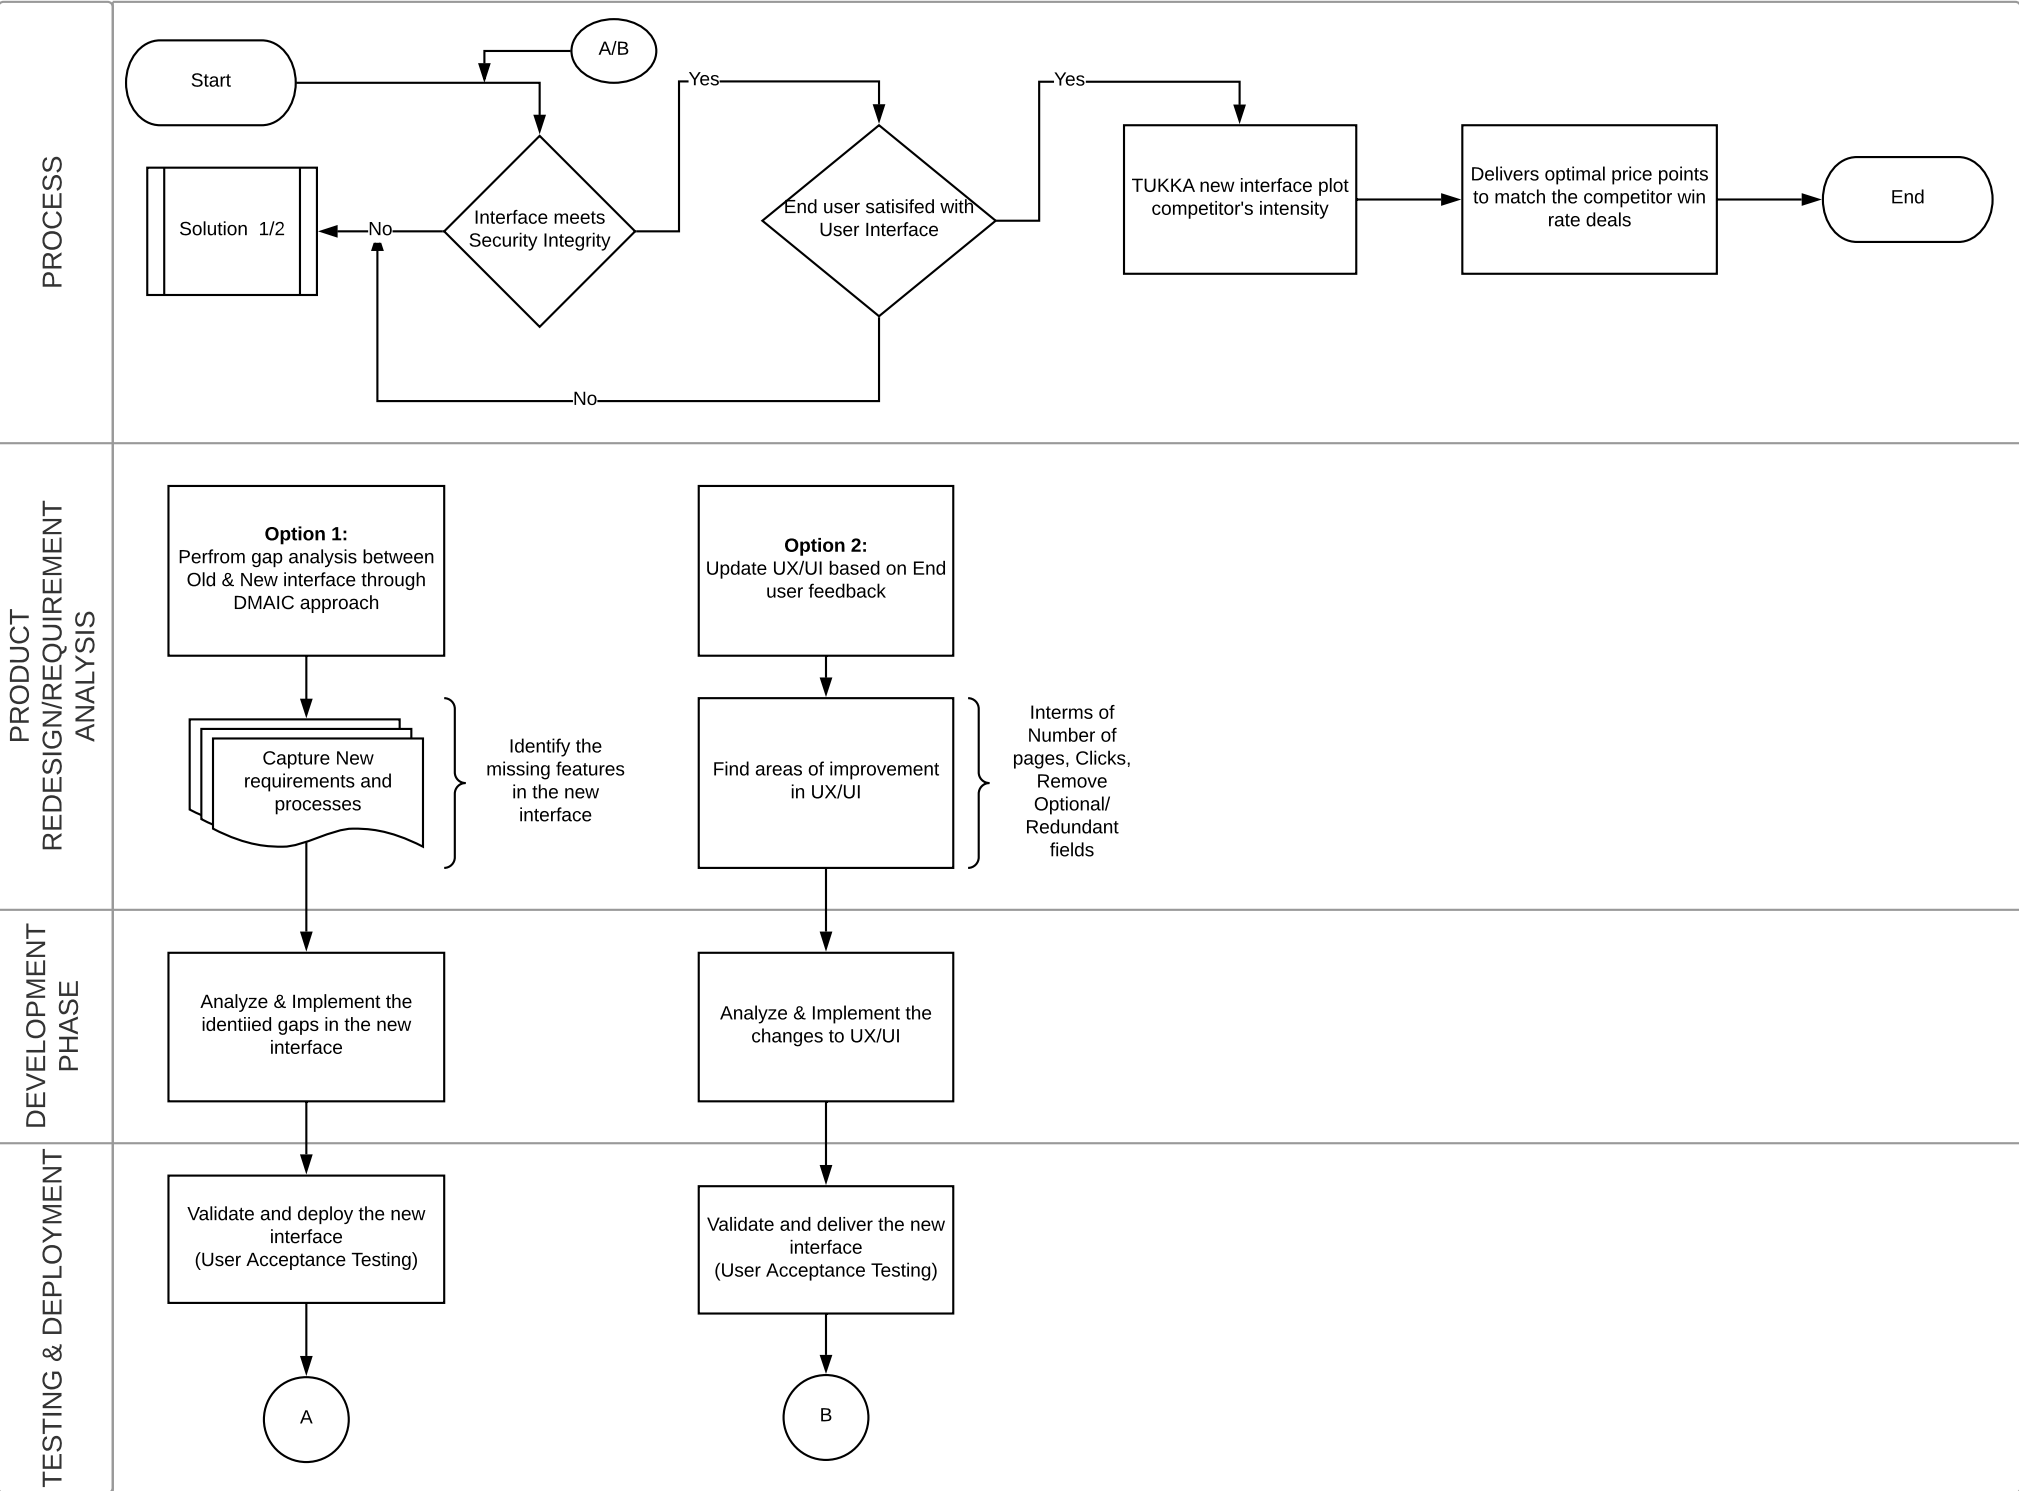 PROCESS
Start
A/B
Yes
Yes
Solution  1/2
No
Interface meets
Security Integrity
End user satisifed with
User Interface
TUKKA new interface plot
competitor's intensity
Delivers optimal price points
to match the competitor win
rate deals
End
No
PRODUCT
REDESIGN/REQUIREMENT
ANALYSIS
Option 1:
Perfrom gap analysis between
Old & New interface through
DMAIC approach
Option 2:
Update UX/UI based on End
user feedback
Capture New
requirements and
processes
Identify the
missing features
in the new
interface
Find areas of improvement
in UX/UI
Interms of
Number of
pages, Clicks,
Remove
Optional/
Redundant
fields
DEVELOPMENT
PHASE
Analyze & Implement the
identiied gaps in the new
interface
Analyze & Implement the
changes to UX/UI
TESTING & DEPLOYMENT
Validate and deploy the new
interface
(User Acceptance Testing)
Validate and deliver the new
interface
(User Acceptance Testing)
A
B